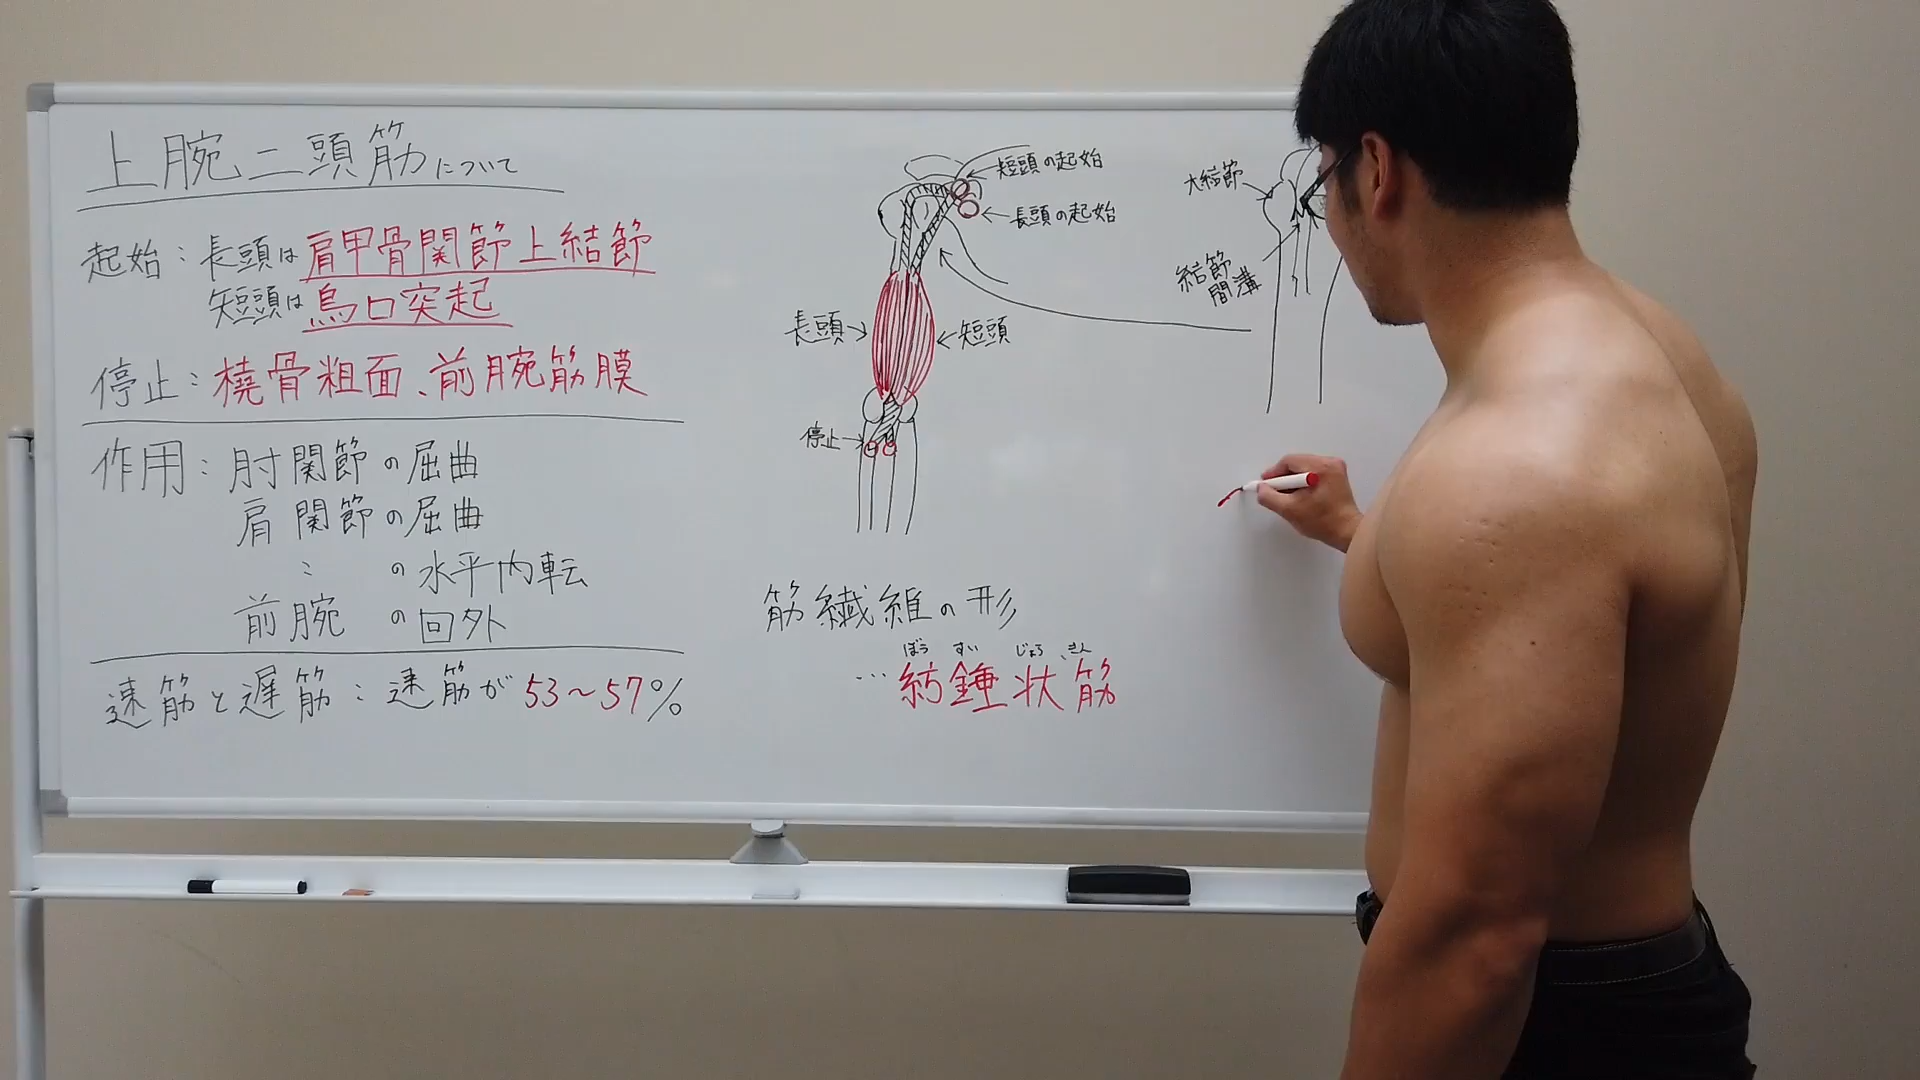 上腕二頭筋について
起始：長頭は肩甲骨関節上結節
短頭は烏口突起
停止：橈骨粗面、前腕筋膜
作用：肘関節の屈曲
肩関節の屈曲
〃 の水平内転
前腕 の回外
速筋と遅筋：速筋が53〜57%
短頭の起始
長頭の起始
長頭→
←短頭
停止→
筋繊維の形
ぼう すい じょう きん
…紡錘状筋
大結節
結節
間溝